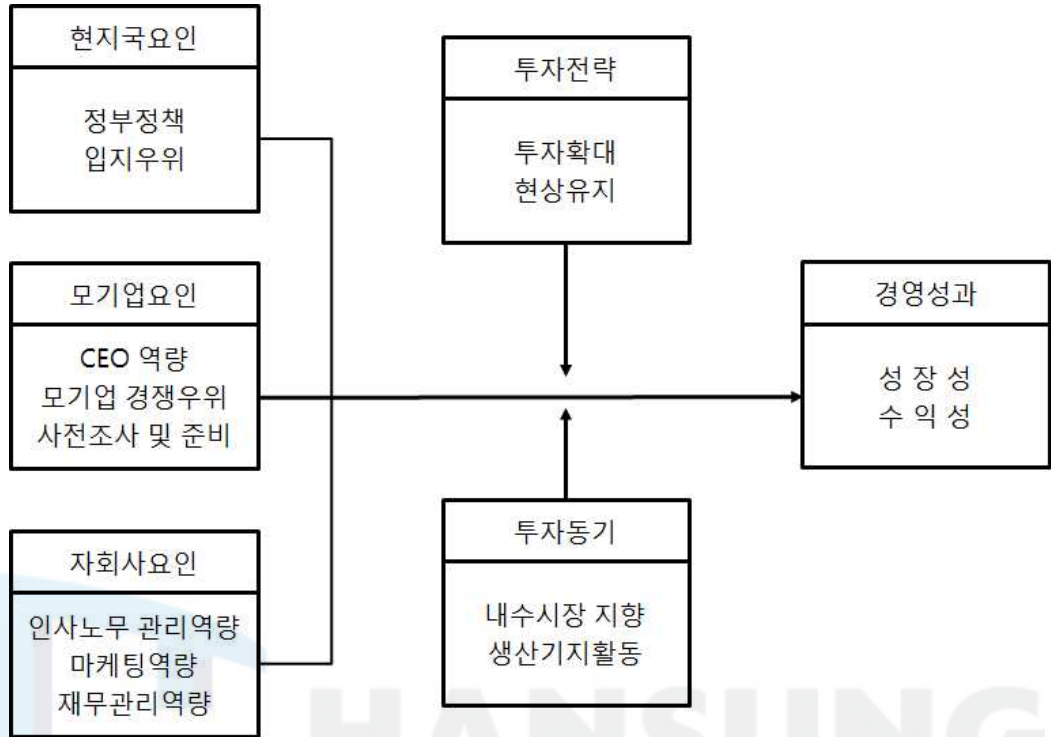 현지국요인
정부정책
입지우위
모기업요인
CEO 역량
모기업 경쟁우위
사전조사 및 준비
자회사요인
인사노무 관리역량
마케팅역량
재무관리역량
투자전략
투자확대
현상유지
투자동기
내수시장 지향
생산기지활동
경영성과
성 장 성
수 익 성
HANSUNG